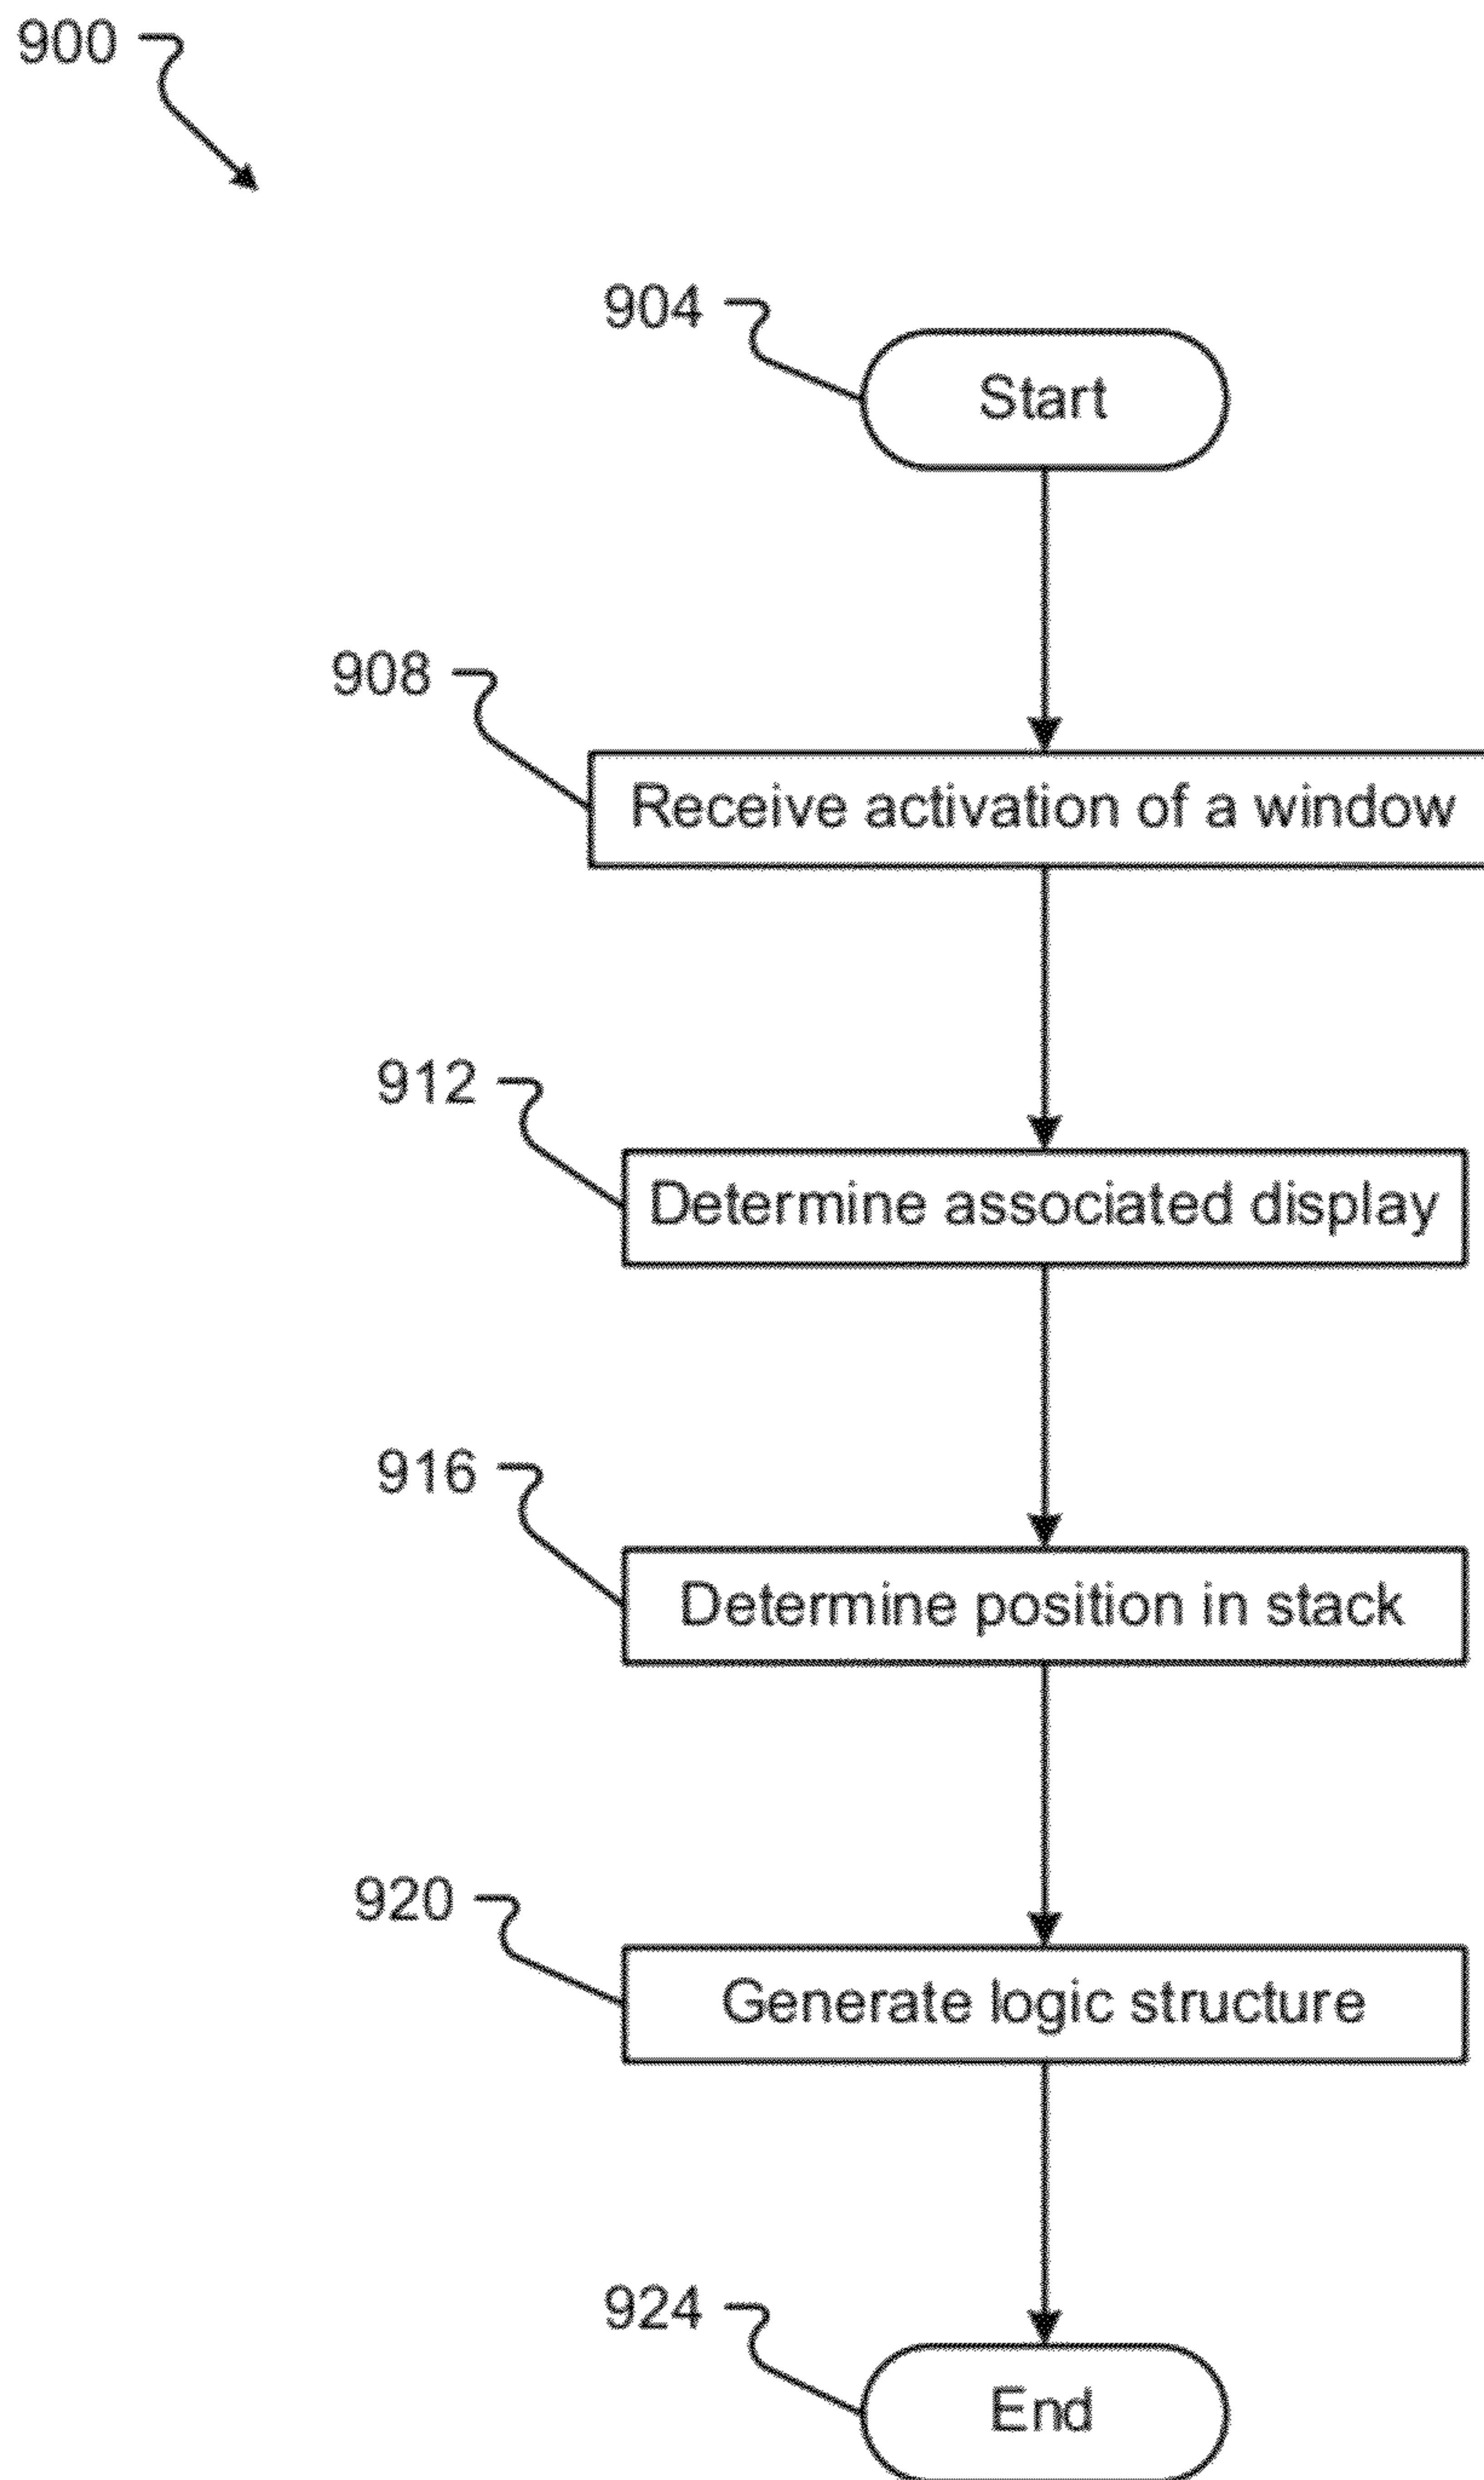 900
904
Start
908
Receive activation of a window
912
Determine associated display
916
Determine position in stack
920
Generate logic structure
924
End